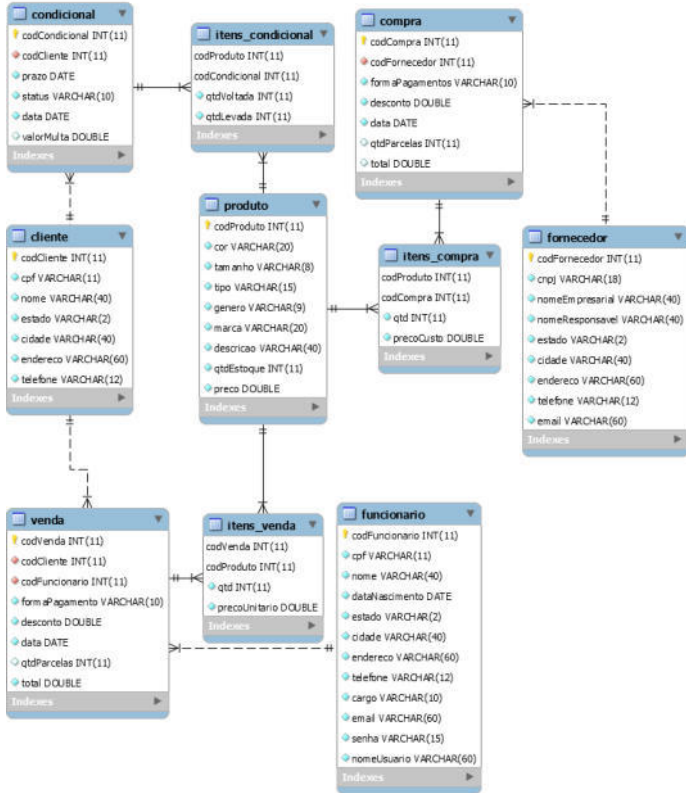 condicional
codCondicional INT(11)
codCliente INT(11)
prazo DATE
status VARCHAR(10)
data DATE
valorMulta DOUBLE
Indexes
itens_condicional
codProduto INT(11)
codCondicional INT(11)
qtdVoltada INT(11)
qtdLevada INT(11)
Indexes
compra
codCompra INT(11)
codFornecedor INT(11)
formaPagamentos VARCHAR(10)
desconto DOUBLE
data DATE
qtdParcelas INT(11)
total DOUBLE
Indexes
cliente
codCliente INT(11)
cpf VARCHAR(11)
nome VARCHAR(40)
estado VARCHAR(2)
cidade VARCHAR(40)
endereco VARCHAR(60)
telefone VARCHAR(12)
Indexes
produto
codProduto INT(11)
cor VARCHAR(20)
tamanho VARCHAR(8)
tipo VARCHAR(15)
genero VARCHAR(9)
marca VARCHAR(20)
descricao VARCHAR(40)
qtdEstoque INT(11)
preco DOUBLE
Indexes
itens_compra
codProduto INT(11)
codCompra INT(11)
qtd INT(11)
precoCusto DOUBLE
Indexes
fornecedor
codFornecedor INT(11)
cnpj VARCHAR(18)
nomeEmpresarial VARCHAR(40)
nomeResponsavel VARCHAR(40)
estado VARCHAR(2)
cidade VARCHAR(40)
endereco VARCHAR(60)
telefone VARCHAR(12)
email VARCHAR(60)
Indexes
venda
codVenda INT(11)
codCliente INT(11)
codFuncionario INT(11)
formaPagamento VARCHAR(10)
desconto DOUBLE
data DATE
qtdParcelas INT(11)
total DOUBLE
Indexes
itens_venda
codVenda INT(11)
codProduto INT(11)
qtd INT(11)
precoUnitario DOUBLE
Indexes
funcionario
codFuncionario INT(11)
cpf VARCHAR(11)
nome VARCHAR(40)
dataNascimento DATE
estado VARCHAR(2)
cidade VARCHAR(40)
endereco VARCHAR(60)
telefone VARCHAR(12)
cargo VARCHAR(10)
email VARCHAR(60)
senha VARCHAR(15)
nomeUsuario VARCHAR(60)
Indexes